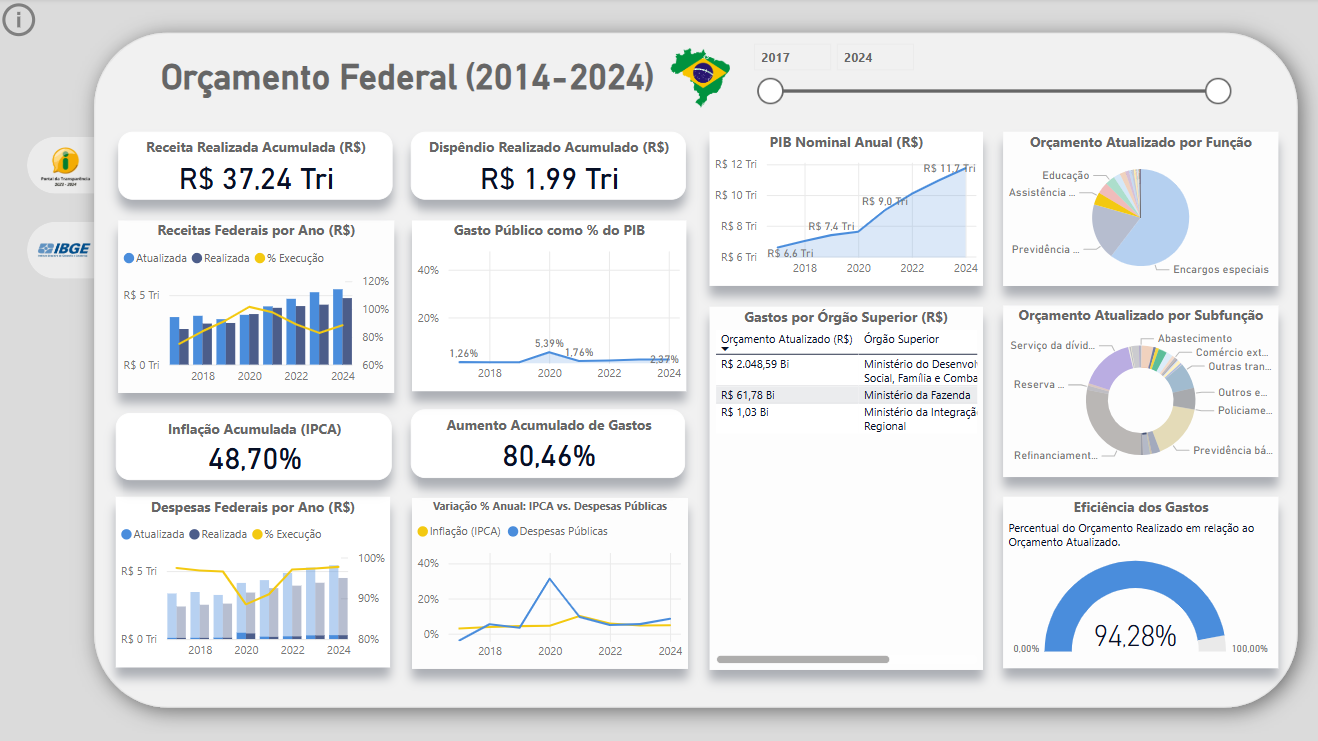 i
Orçamento Federal (2014-2024)
2017
2024
Portal da Transparência
2023 - 2024
IBGE
Receita Realizada Acumulada (R$)
R$ 37,24 Tri
Dispêndio Realizado Acumulado (R$)
R$ 1,99 Tri
PIB Nominal Anual (R$)
R$ 12 Tri
R$ 10 Tri
R$ 8 Tri
R$ 6 Tri
R$ 6,6 Tri
R$ 7,4 Tri
R$ 9,0 Tri
R$ 11,7 Tri
2018
2020
2022
2024
Orçamento Atualizado por Função
Educação
Assistência ...
Previdência ...
Encargos especiais
Receitas Federais por Ano (R$)
Atualizada
Realizada
% Execução
R$ 5 Tri
R$ 0 Tri
120%
100%
80%
60%
2018
2020
2022
2024
Gasto Público como % do PIB
40%
20%
1,26%
5,39%
1,76%
2,37%
2018
2020
2022
2024
Gastos por Órgão Superior (R$)
Orçamento Atualizado (R$)
Órgão Superior
R$ 2.048,59 Bi
Ministério do Desenvol
Social, Família e Comba
R$ 61,78 Bi
Ministério da Fazenda
R$ 1,03 Bi
Ministério da Integração
Regional
Orçamento Atualizado por Subfunção
Serviço da dívid...
Reserva ...
Refinanciament...
Abastecimento
Comércio ext...
Outras tran...
Outros e...
Policiame...
Previdência bá...
Inflação Acumulada (IPCA)
48,70%
Aumento Acumulado de Gastos
80,46%
Despesas Federais por Ano (R$)
Atualizada
Realizada
% Execução
R$ 5 Tri
R$ 0 Tri
100%
90%
80%
2018
2020
2022
2024
Variação % Anual: IPCA vs. Despesas Públicas
Inflação (IPCA)
Despesas Públicas
40%
20%
0%
2018
2020
2022
2024
Eficiência dos Gastos
Percentual do Orçamento Realizado em relação ao
Orçamento Atualizado.
94,28%
0,00%
100,00%